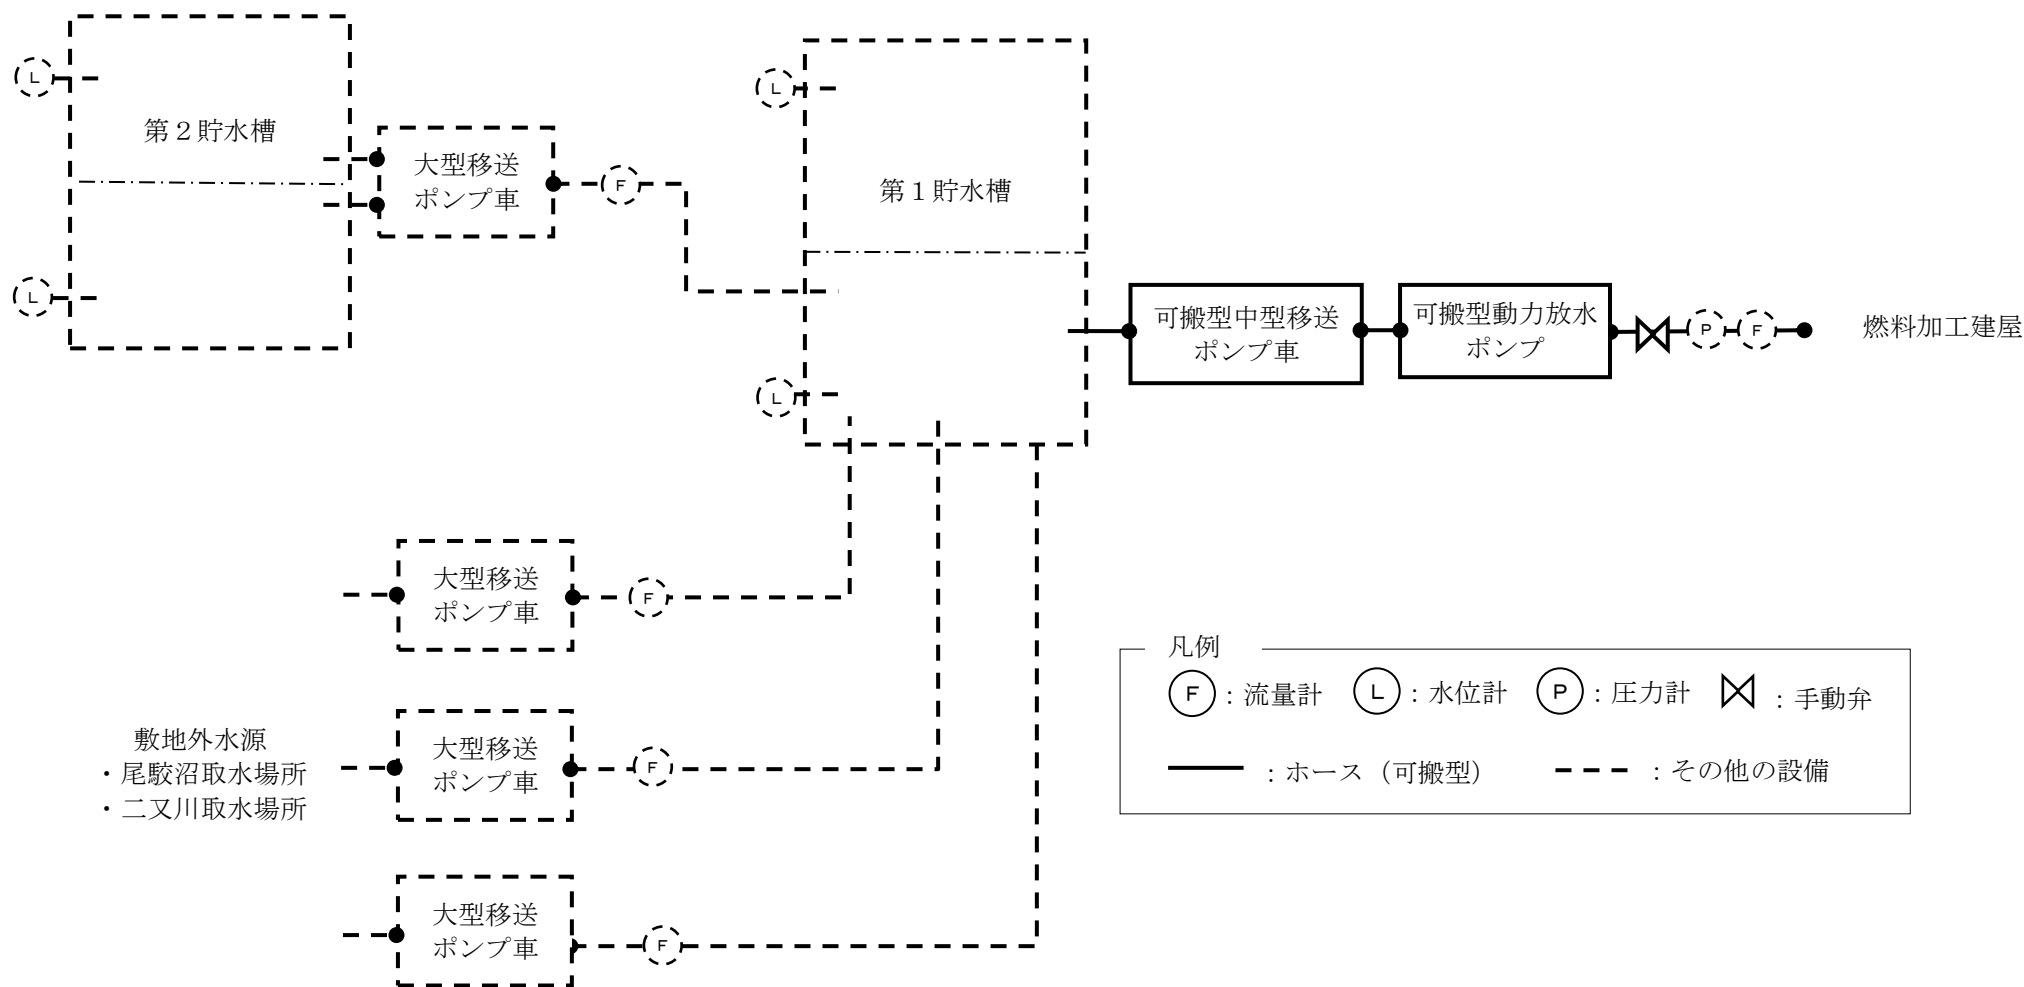 L
第２貯水槽
L
大型移送
ポンプ車
F
L
第１貯水槽
L
可搬型中型移送
ポンプ車
可搬型動力放水
ポンプ
P
F
燃料加工建屋
大型移送
ポンプ車
F
敷地外水源
・尾駮沼取水場所
・二又川取水場所
大型移送
ポンプ車
F
大型移送
ポンプ車
F
凡例
F ：流量計 L ：水位計 P ：圧力計 ：手動弁
：ホース（可搬型） ：その他の設備